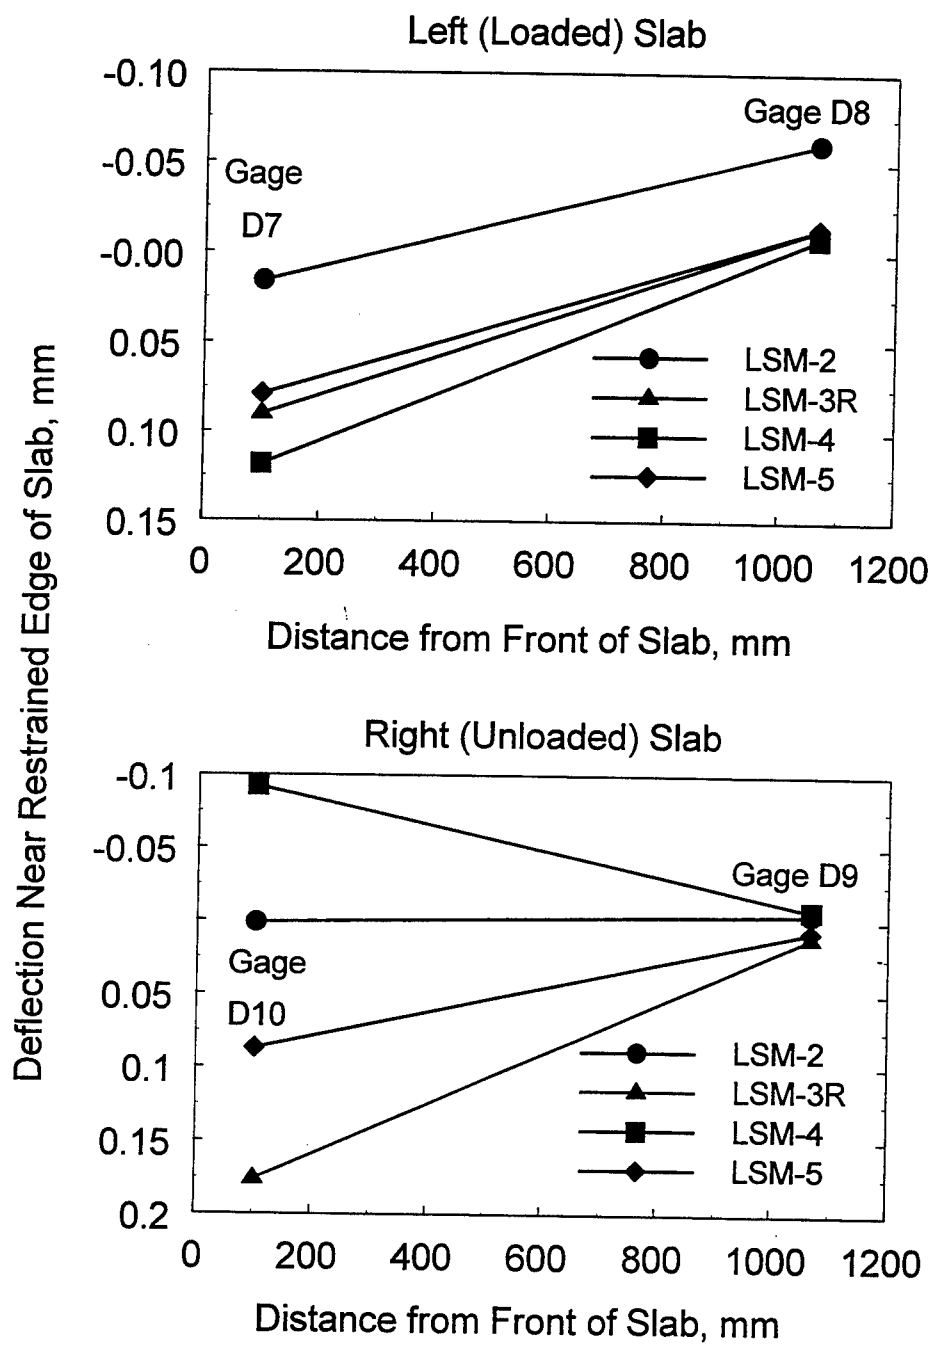 Left (Loaded) Slab
-0.10
-0.05
-0.00
0.05
0.10
0.15
Gage
D7
Gage D8
LSM-2
LSM-3R
LSM-4
LSM-5
0 200 400 600 800 1000 1200
Distance from Front of Slab, mm
Deflection Near Restrained Edge of Slab, mm
Right (Unloaded) Slab
-0.1
-0.05
0.05
0.1
0.15
0.2
Gage D9
Gage
D10
LSM-2
LSM-3R
LSM-4
LSM-5
0 200 400 600 800 1000 1200
Distance from Front of Slab, mm